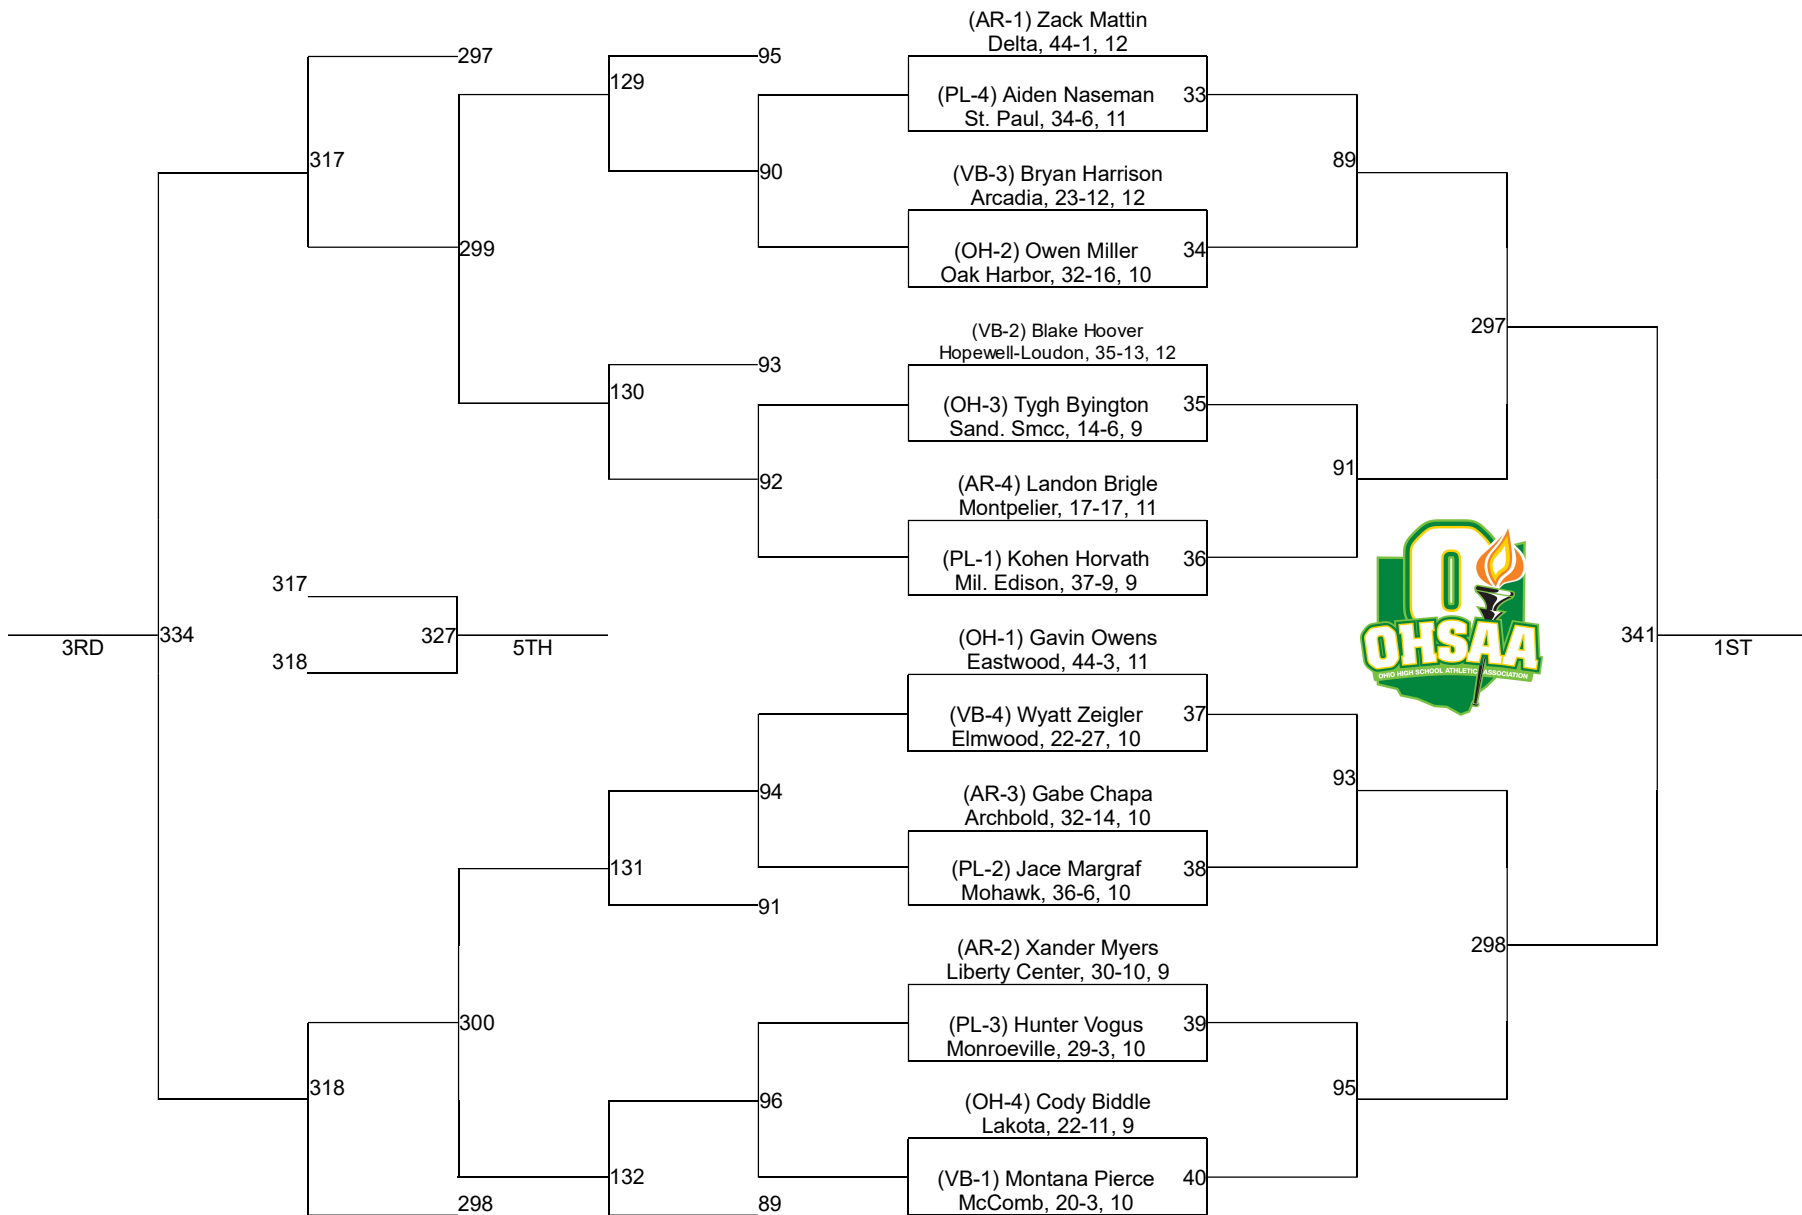 (AR-1) Zack Mattin
Delta, 44-1, 12
297
95
129
(PL-4) Aiden Naseman 33
St. Paul, 34-6, 11
317
89
90
(VB-3) Bryan Harrison
Arcadia, 23-12, 12
299
(OH-2) Owen Miller 34
Oak Harbor, 32-16, 10
297
(VB-2) Blake Hoover
Hopewell-Loudon, 35-13, 12
93
130
(OH-3) Tygh Byington 35
Sand. Smcc, 14-6, 9
91
92
(AR-4) Landon Brigle
Montpelier, 17-17, 11
(PL-1) Kohen Horvath 36
Mil. Edison, 37-9, 9
317
334
3RD
327
5TH
318
(OH-1) Gavin Owens
Eastwood, 44-3, 11
O
OHSAA
OHIO HIGH SCHOOL ATHLETIC ASSOCIATION
341
1ST
(VB-4) Wyatt Zeigler 37
Elmwood, 22-27, 10
93
94
(AR-3) Gabe Chapa
Archbold, 32-14, 10
131
(PL-2) Jace Margraf 38
Mohawk, 36-6, 10
91
298
(AR-2) Xander Myers
Liberty Center, 30-10, 9
300
(PL-3) Hunter Vogus 39
Monroeville, 29-3, 10
318
95
96
(OH-4) Cody Biddle
Lakota, 22-11, 9
132
(VB-1) Montana Pierce 40
McComb, 20-3, 10
298
89